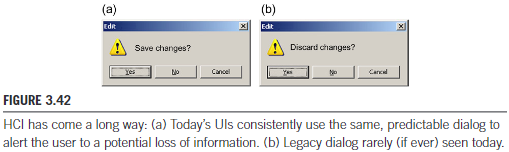 (a)
(b)
Edit
Edit
Save changes?
Discard changes?
Yes
No
Cancel
Yes
No
Cancel
FIGURE 3.42
HCI has come a long way: (a) Today's UIs consistently use the same, predictable dialog to
alert the user to a potential loss of information. (b) Legacy dialog rarely (if ever) seen today.